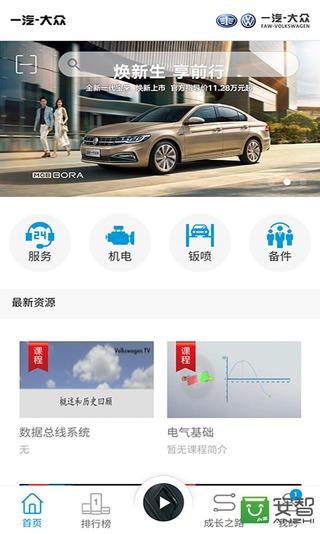 一汽-大众
一汽-大众
FAW-VOLKSWAGEN
焕新生 享前行
全新一代宝来 焕新上市 官方指导价11.28万元起
MQB BORA
24
服务
机电
钣喷
备件
最新资源
课程
Volkswagen TV
概述和历史回顾
课程
数据总线系统
无
电气基础
暂无课程简介
1
首页
排行榜
成长之路
1
安智
ANZHI